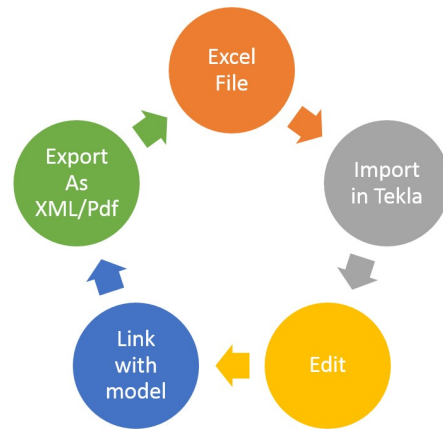 Excel
File
Import
in Tekla
Edit
Link
with
model
Export
As
XML/Pdf